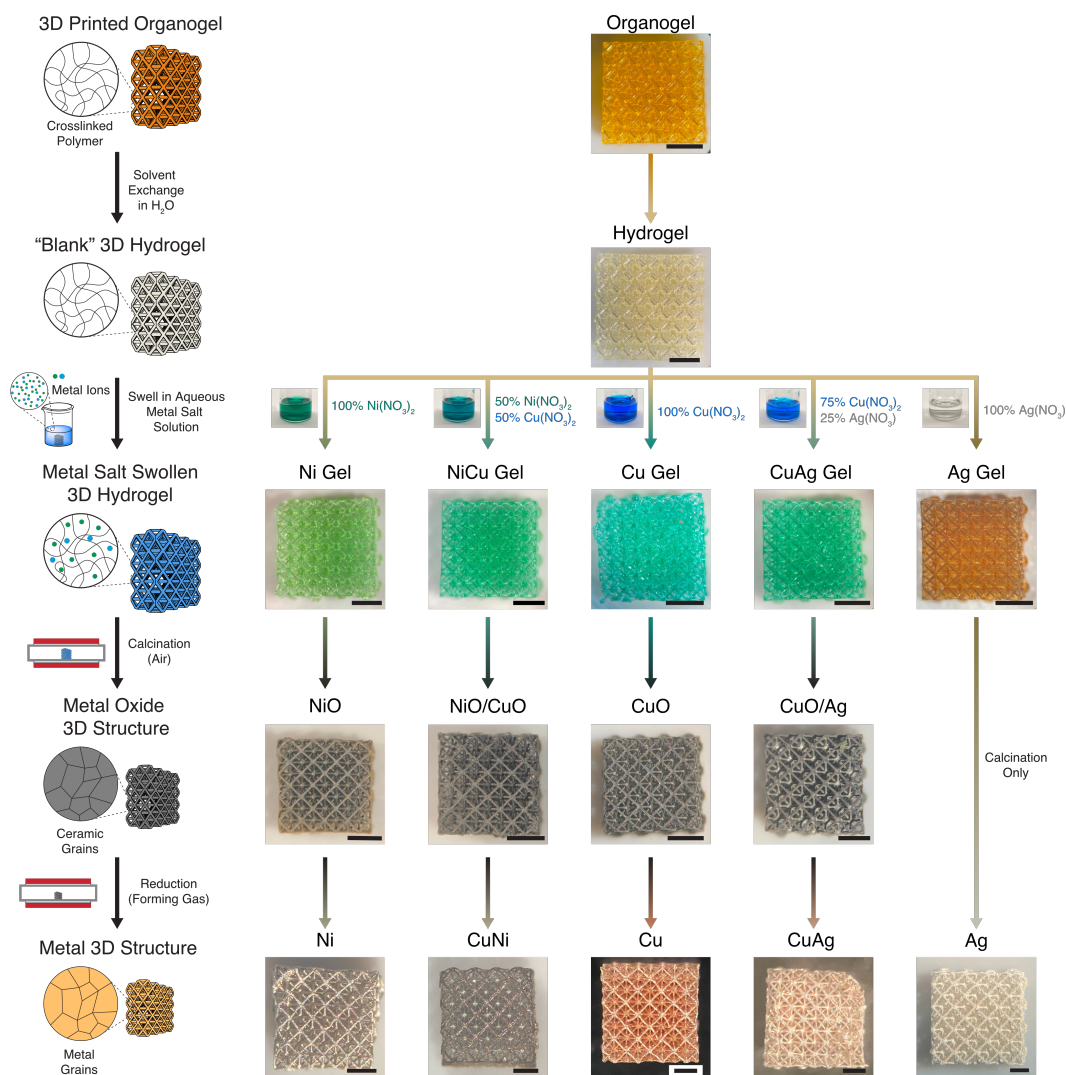 3D Printed Organogel
Crosslinked
Polymer
Solvent
Exchange
in H₂O
“Blank” 3D Hydrogel
Metal Ions
Swell in Aqueous
Metal Salt
Solution
Metal Salt Swollen
3D Hydrogel
Calcination
(Air)
Metal Oxide
3D Structure
Ceramic
Grains
Reduction
(Forming Gas)
Metal 3D Structure
Metal
Grains
Organogel
Hydrogel
100% Ni(NO₃)₂
50% Ni(NO₃)₂
50% Cu(NO₃)₂
100% Cu(NO₃)₂
75% Cu(NO₃)₂
25% Ag(NO₃)
100% Ag(NO₃)
Ni Gel
NiCu Gel
Cu Gel
CuAg Gel
Ag Gel
NiO
NiO/CuO
CuO
CuO/Ag
Calcination
Only
Ni
CuNi
Cu
CuAg
Ag